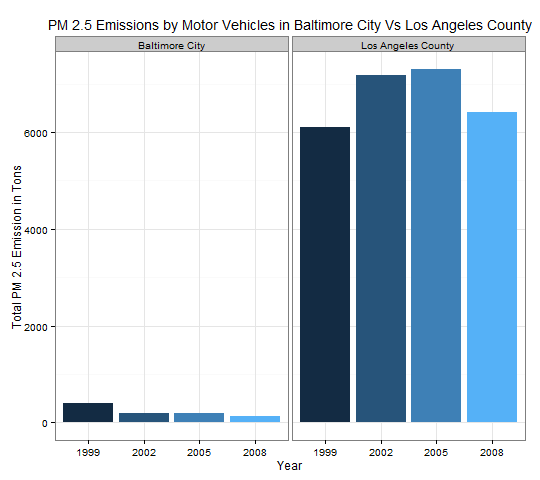 PM 2.5 Emissions by Motor Vehicles in Baltimore City Vs Los Angeles County
Baltimore City
Los Angeles County
Total PM 2.5 Emission in Tons
6000
4000
2000
0
1999 2002 2005 2008
1999 2002 2005 2008
Year